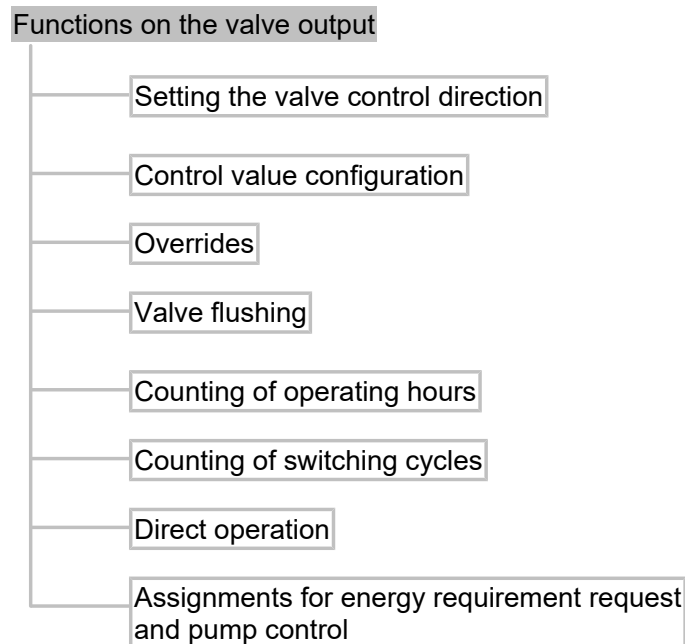 Functions on the valve output
Setting the valve control direction
Control value configuration
Overrides
Valve flushing
Counting of operating hours
Counting of switching cycles
Direct operation
Assignments for energy requirement request
and pump control